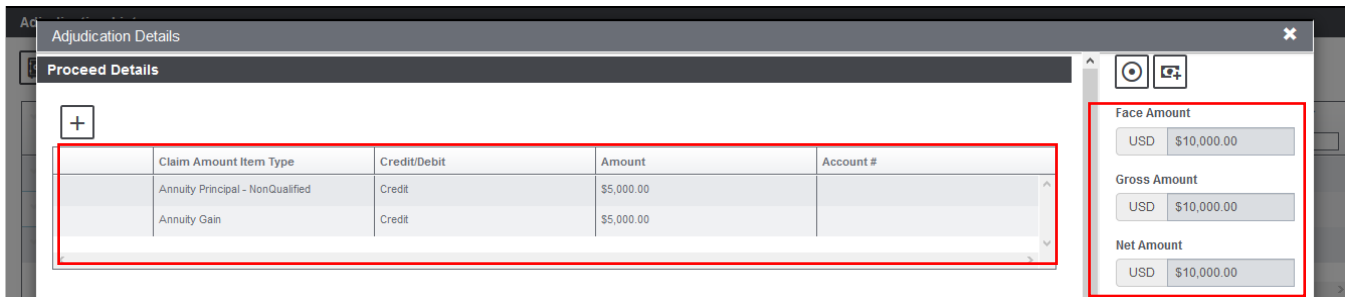 Adjudication Details
Proceed Details
Claim Amount Item Type Credit/Debit Amount Account #
Annuity Principal - NonQualified Credit $5,000.00
Annuity Gain Credit $5,000.00
Face Amount
USD $10,000.00
Gross Amount
USD $10,000.00
Net Amount
USD $10,000.00